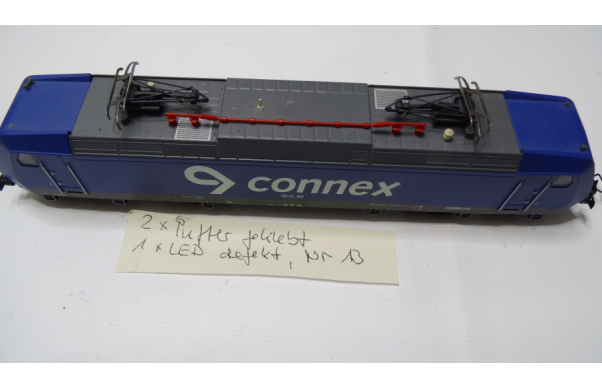 connex
2 x Puffer geklebt
1 x LED defekt, Nr 13